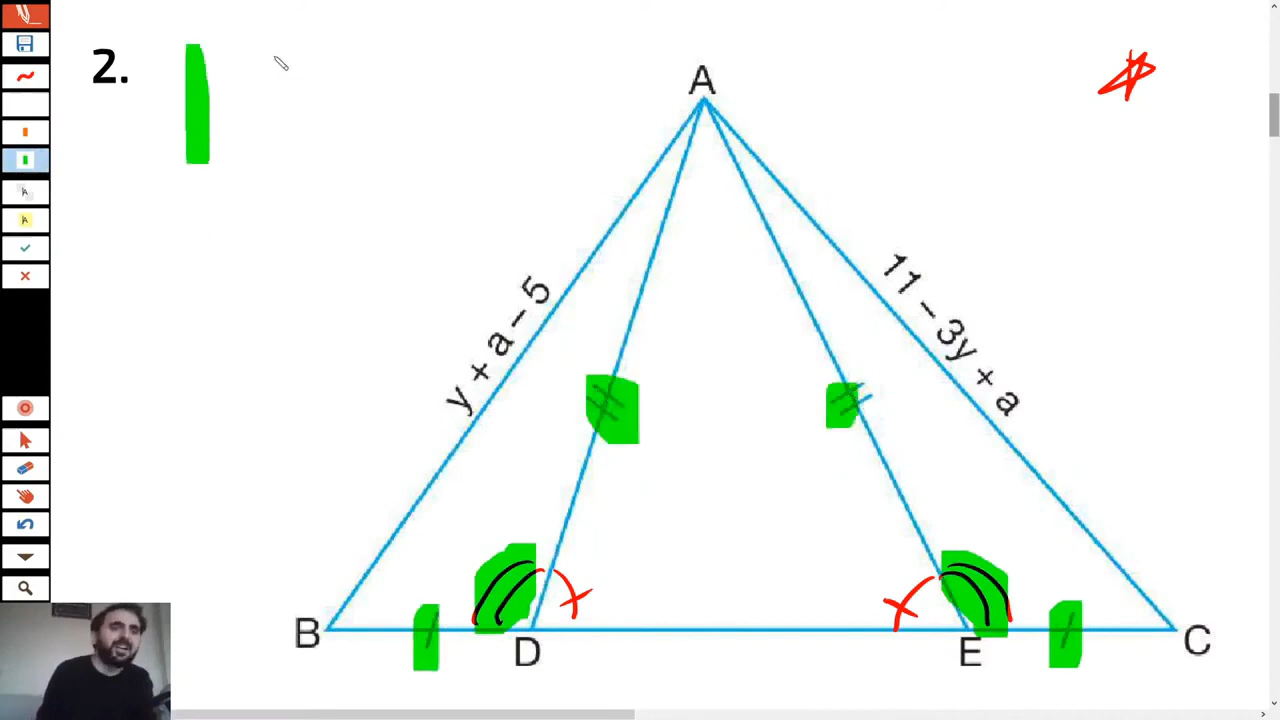 2.
A
y + a – 5
11 – 3y + a
B
D
E
C